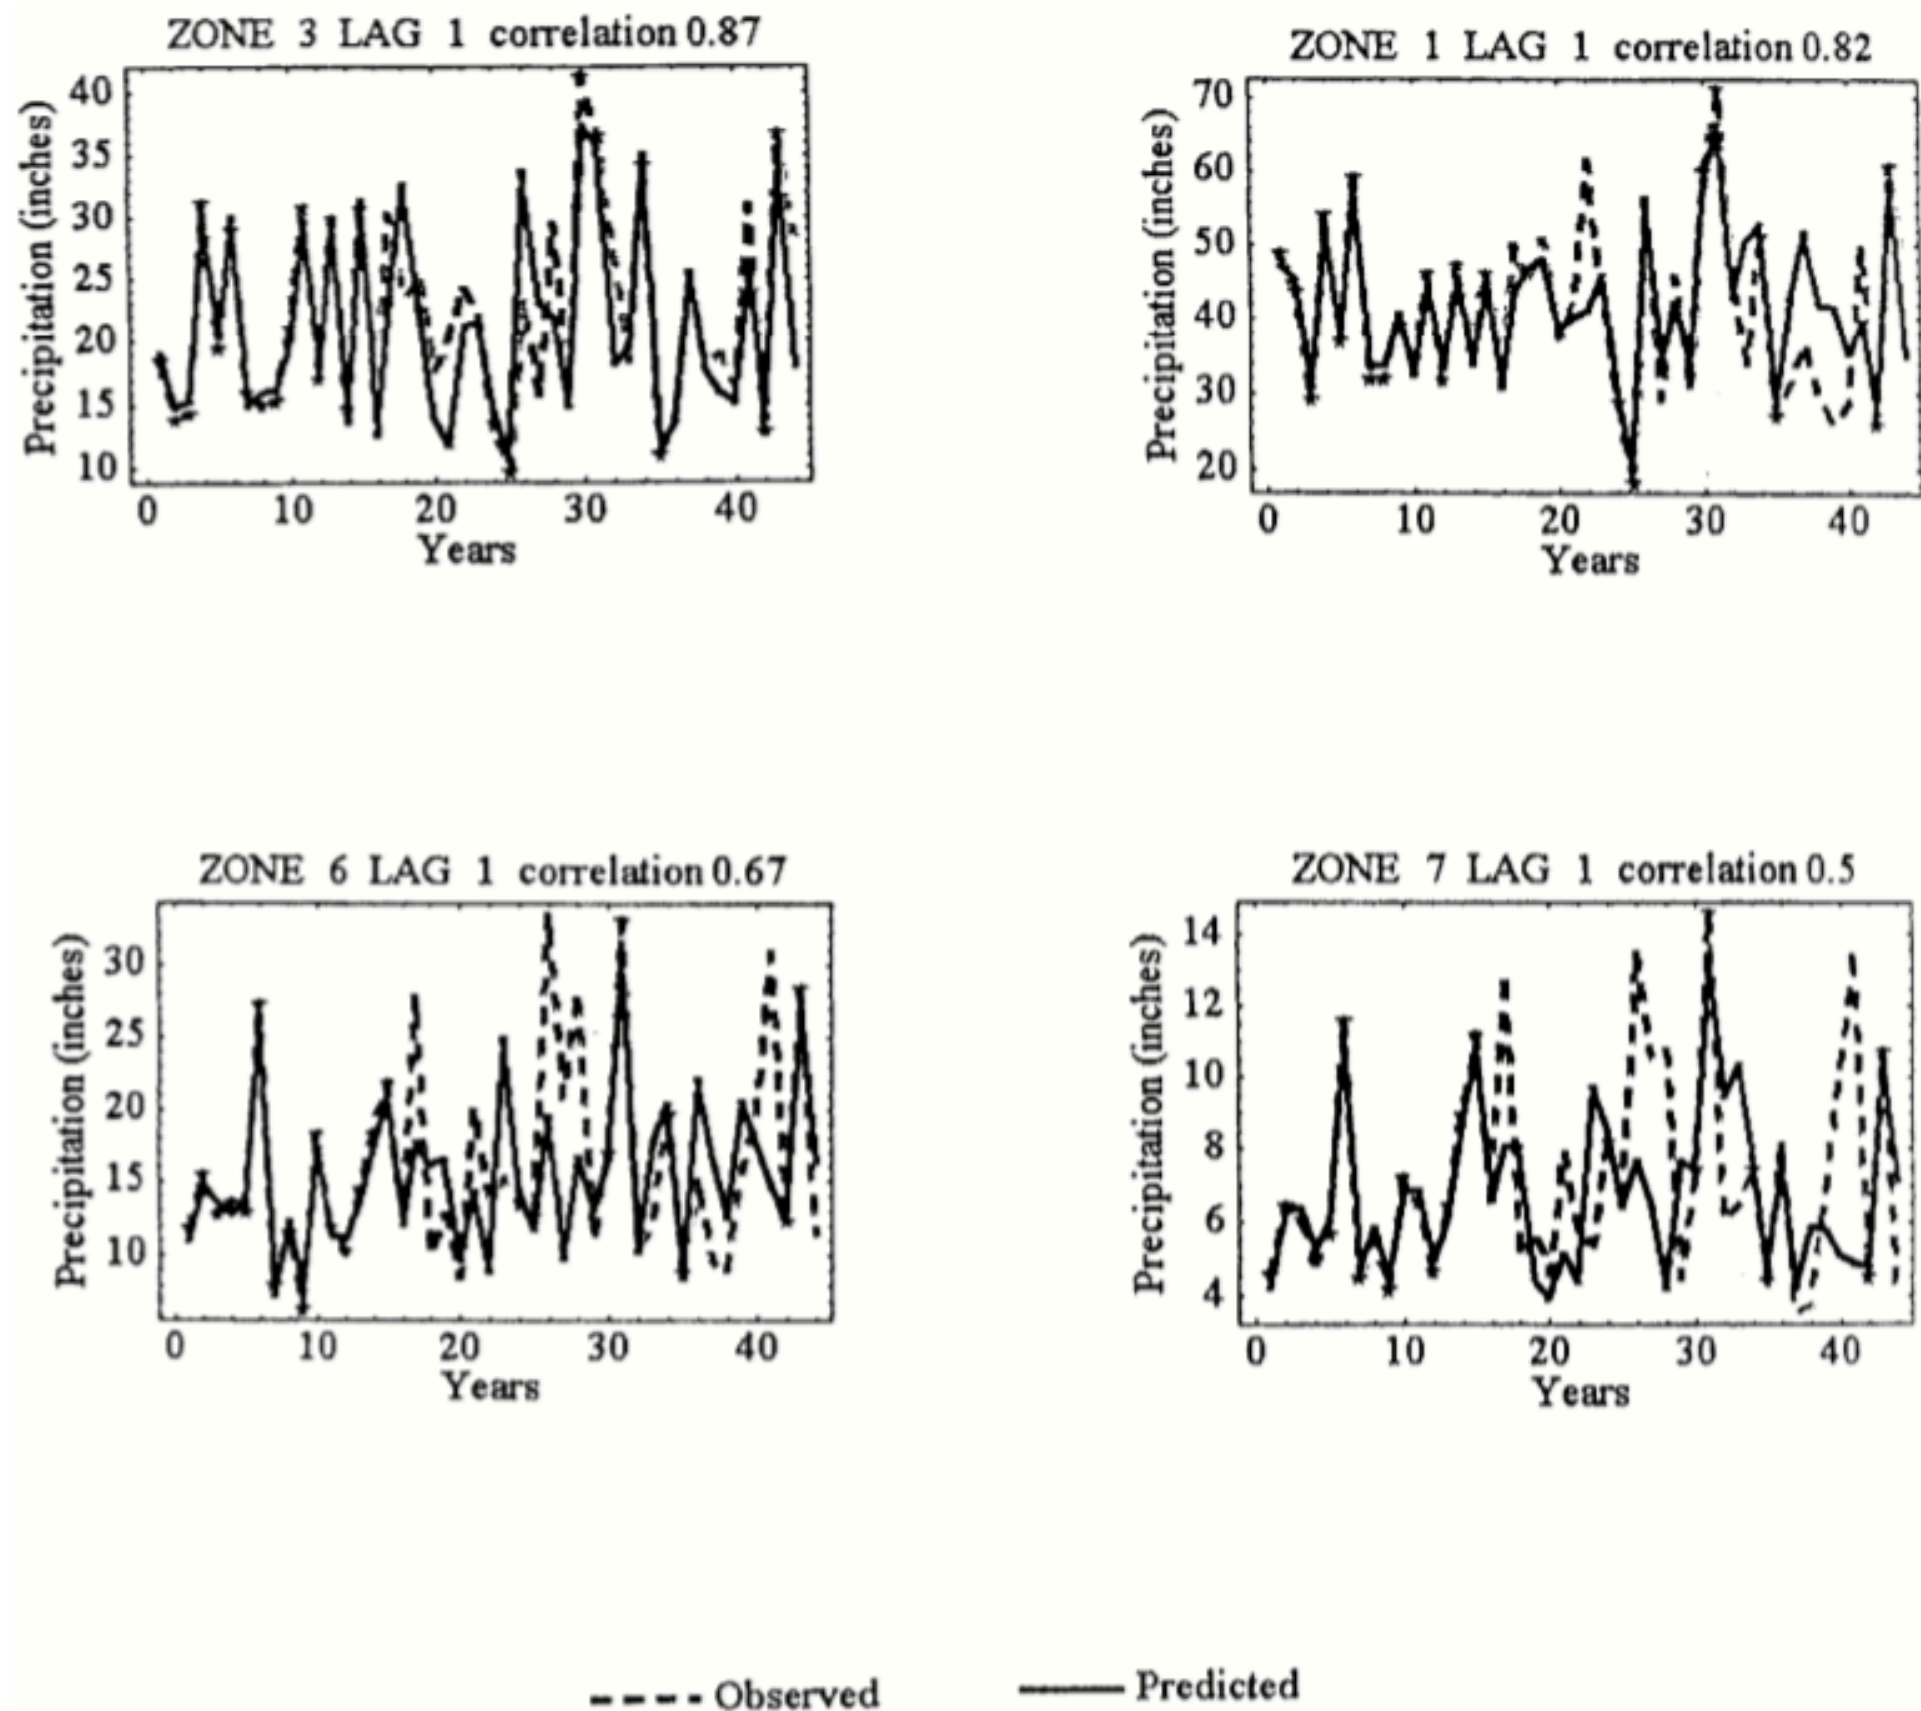 ZONE 3 LAG 1 correlation 0.87
Precipitation (inches)
40
35
30
25
20
15
10
0 10 20 30 40
Years
ZONE 1 LAG 1 correlation 0.82
Precipitation (inches)
70
60
50
40
30
20
0 10 20 30 40
Years
ZONE 6 LAG 1 correlation 0.67
Precipitation (inches)
30
25
20
15
10
0 10 20 30 40
Years
ZONE 7 LAG 1 correlation 0.5
Precipitation (inches)
14
12
10
8
6
4
0 10 20 30 40
Years
Observed Predicted